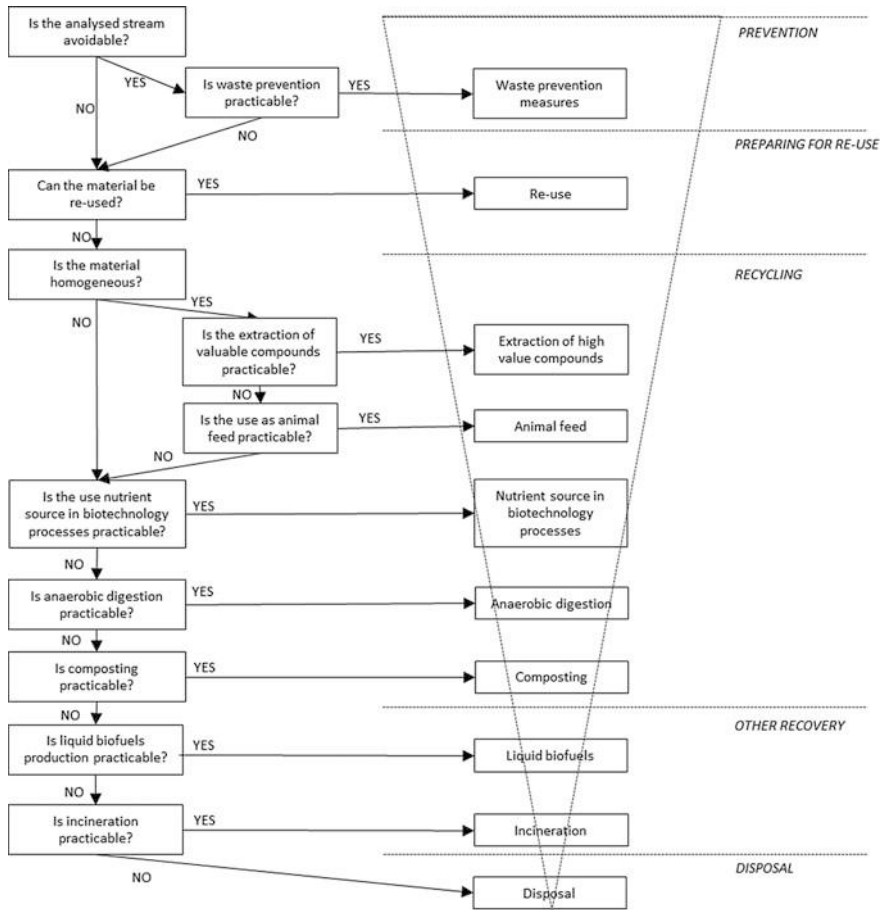 Is the analysed stream
avoidable?
PREVENTION
YES
Is waste prevention
practicable?
YES
Waste prevention
measures
NO
NO
PREPARING FOR RE-USE
Can the material be
re-used?
YES
Re-use
NO
Is the material
homogeneous?
RECYCLING
YES
NO
Is the extraction of
valuable compounds
practicable?
YES
Extraction of high
value compounds
NO
Is the use as animal
feed practicable?
YES
Animal feed
NO
Is the use nutrient
source in biotechnology
processes practicable?
YES
Nutrient source in
biotechnology
processes
NO
Is anaerobic digestion
practicable?
YES
Anaerobic digestion
NO
Is composting
practicable?
YES
Composting
NO
OTHER RECOVERY
Is liquid biofuels
production practicable?
YES
Liquid biofuels
NO
Is incineration
practicable?
YES
Incineration
NO
DISPOSAL
Disposal